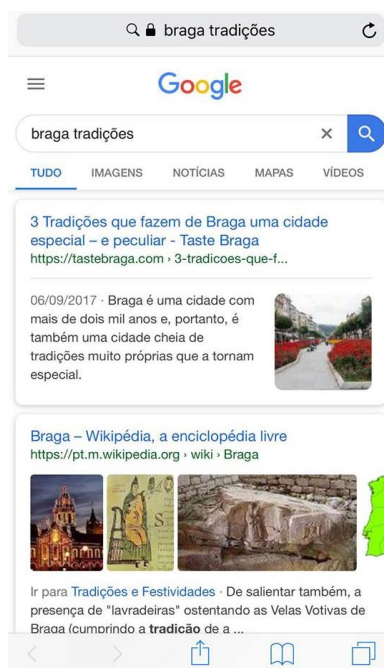 braga tradições
Google
braga tradições
TUDO IMAGENS NOTÍCIAS MAPAS VÍDEOS
3 Tradições que fazem de Braga uma cidade
especial – e peculiar - Taste Braga
https://tastebraga.com › 3-tradicoes-que-f...
06/09/2017 · Braga é uma cidade com
mais de dois mil anos e, portanto, é
também uma cidade cheia de
tradições muito próprias que a tornam
especial.
Braga – Wikipédia, a enciclopédia livre
https://pt.m.wikipedia.org › wiki › Braga
Ir para Tradições e Festividades · De salientar também, a
presença de "lavradeiras" ostentando as Velas Votivas de
Braga (cumprindo a tradição de a ...